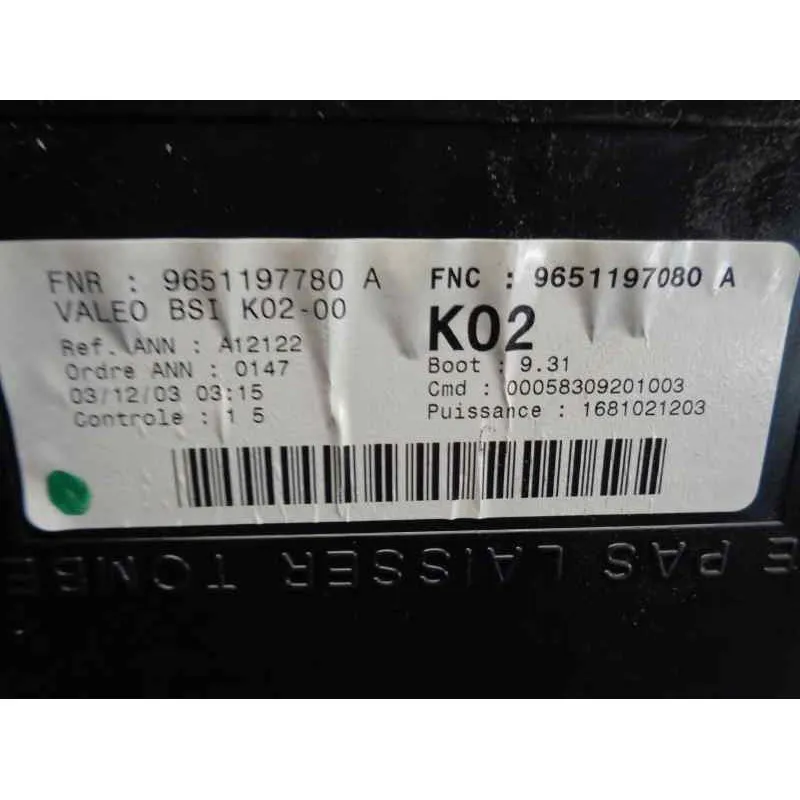 FNR : 9651197780 A FNC : 9651197080 A
VALEO BSI K02-00 K02
Ref. ANN : A12122 Boot : 9.31
Ordre ANN : 0147 Cmd : 00058309201003
03/12/03 03:15 Puissance : 1681021203
Controle : 1 5
E PAS LAISSER TOMBE